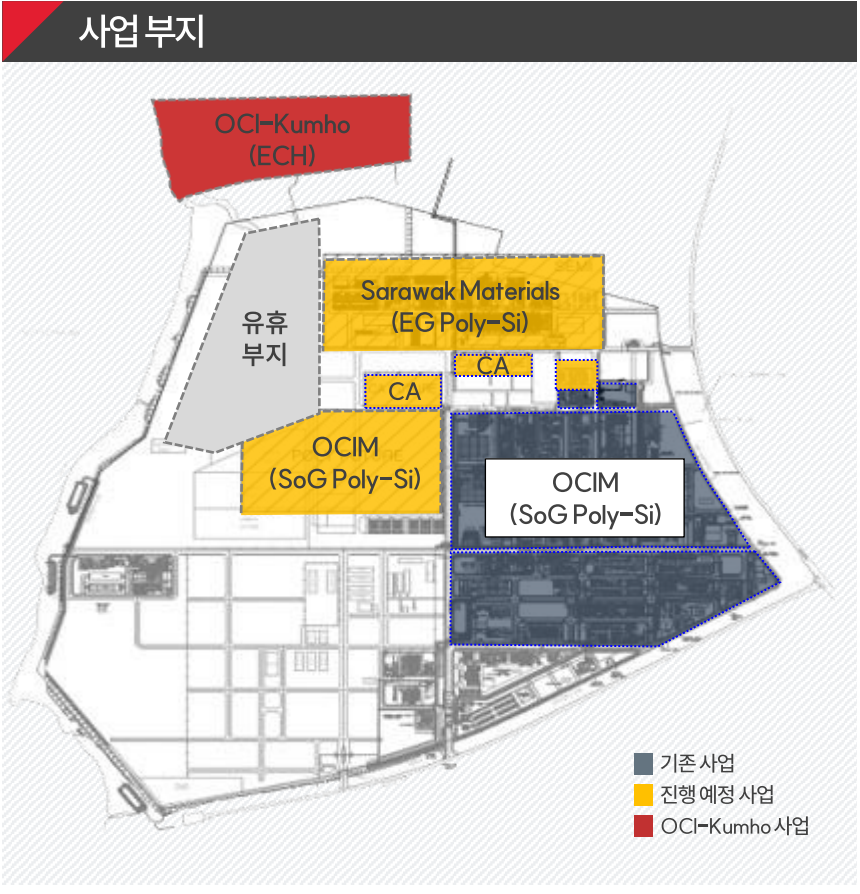 사업 부지
OCI-Kumho
(ECH)
유휴
부지
Sarawak Materials
(EG Poly-Si)
CA
CA
OCIM
(SoG Poly-Si)
OCIM
(SoG Poly-Si)
기존 사업
진행 예정 사업
OCI-Kumho 사업